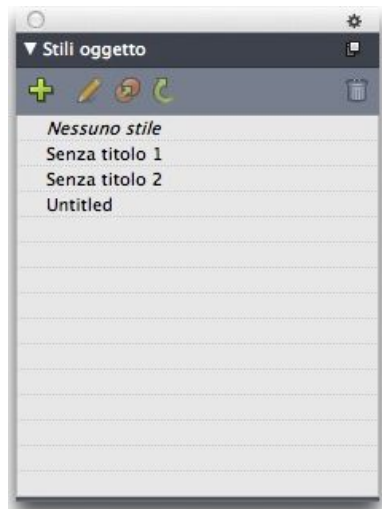 Stili oggetto
Nessuno stile
Senza titolo 1
Senza titolo 2
Untitled